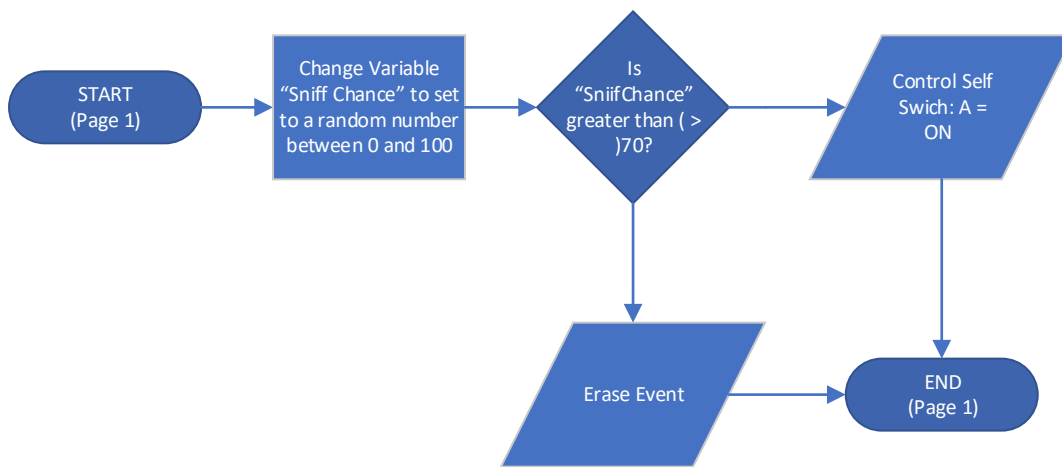 START
(Page 1)
Change Variable
“Sniff Chance” to set
to a random number
between 0 and 100
Is
“SniifChance”
greater than ( >
)70?
Control Self
Swich: A =
ON
Erase Event
END
(Page 1)